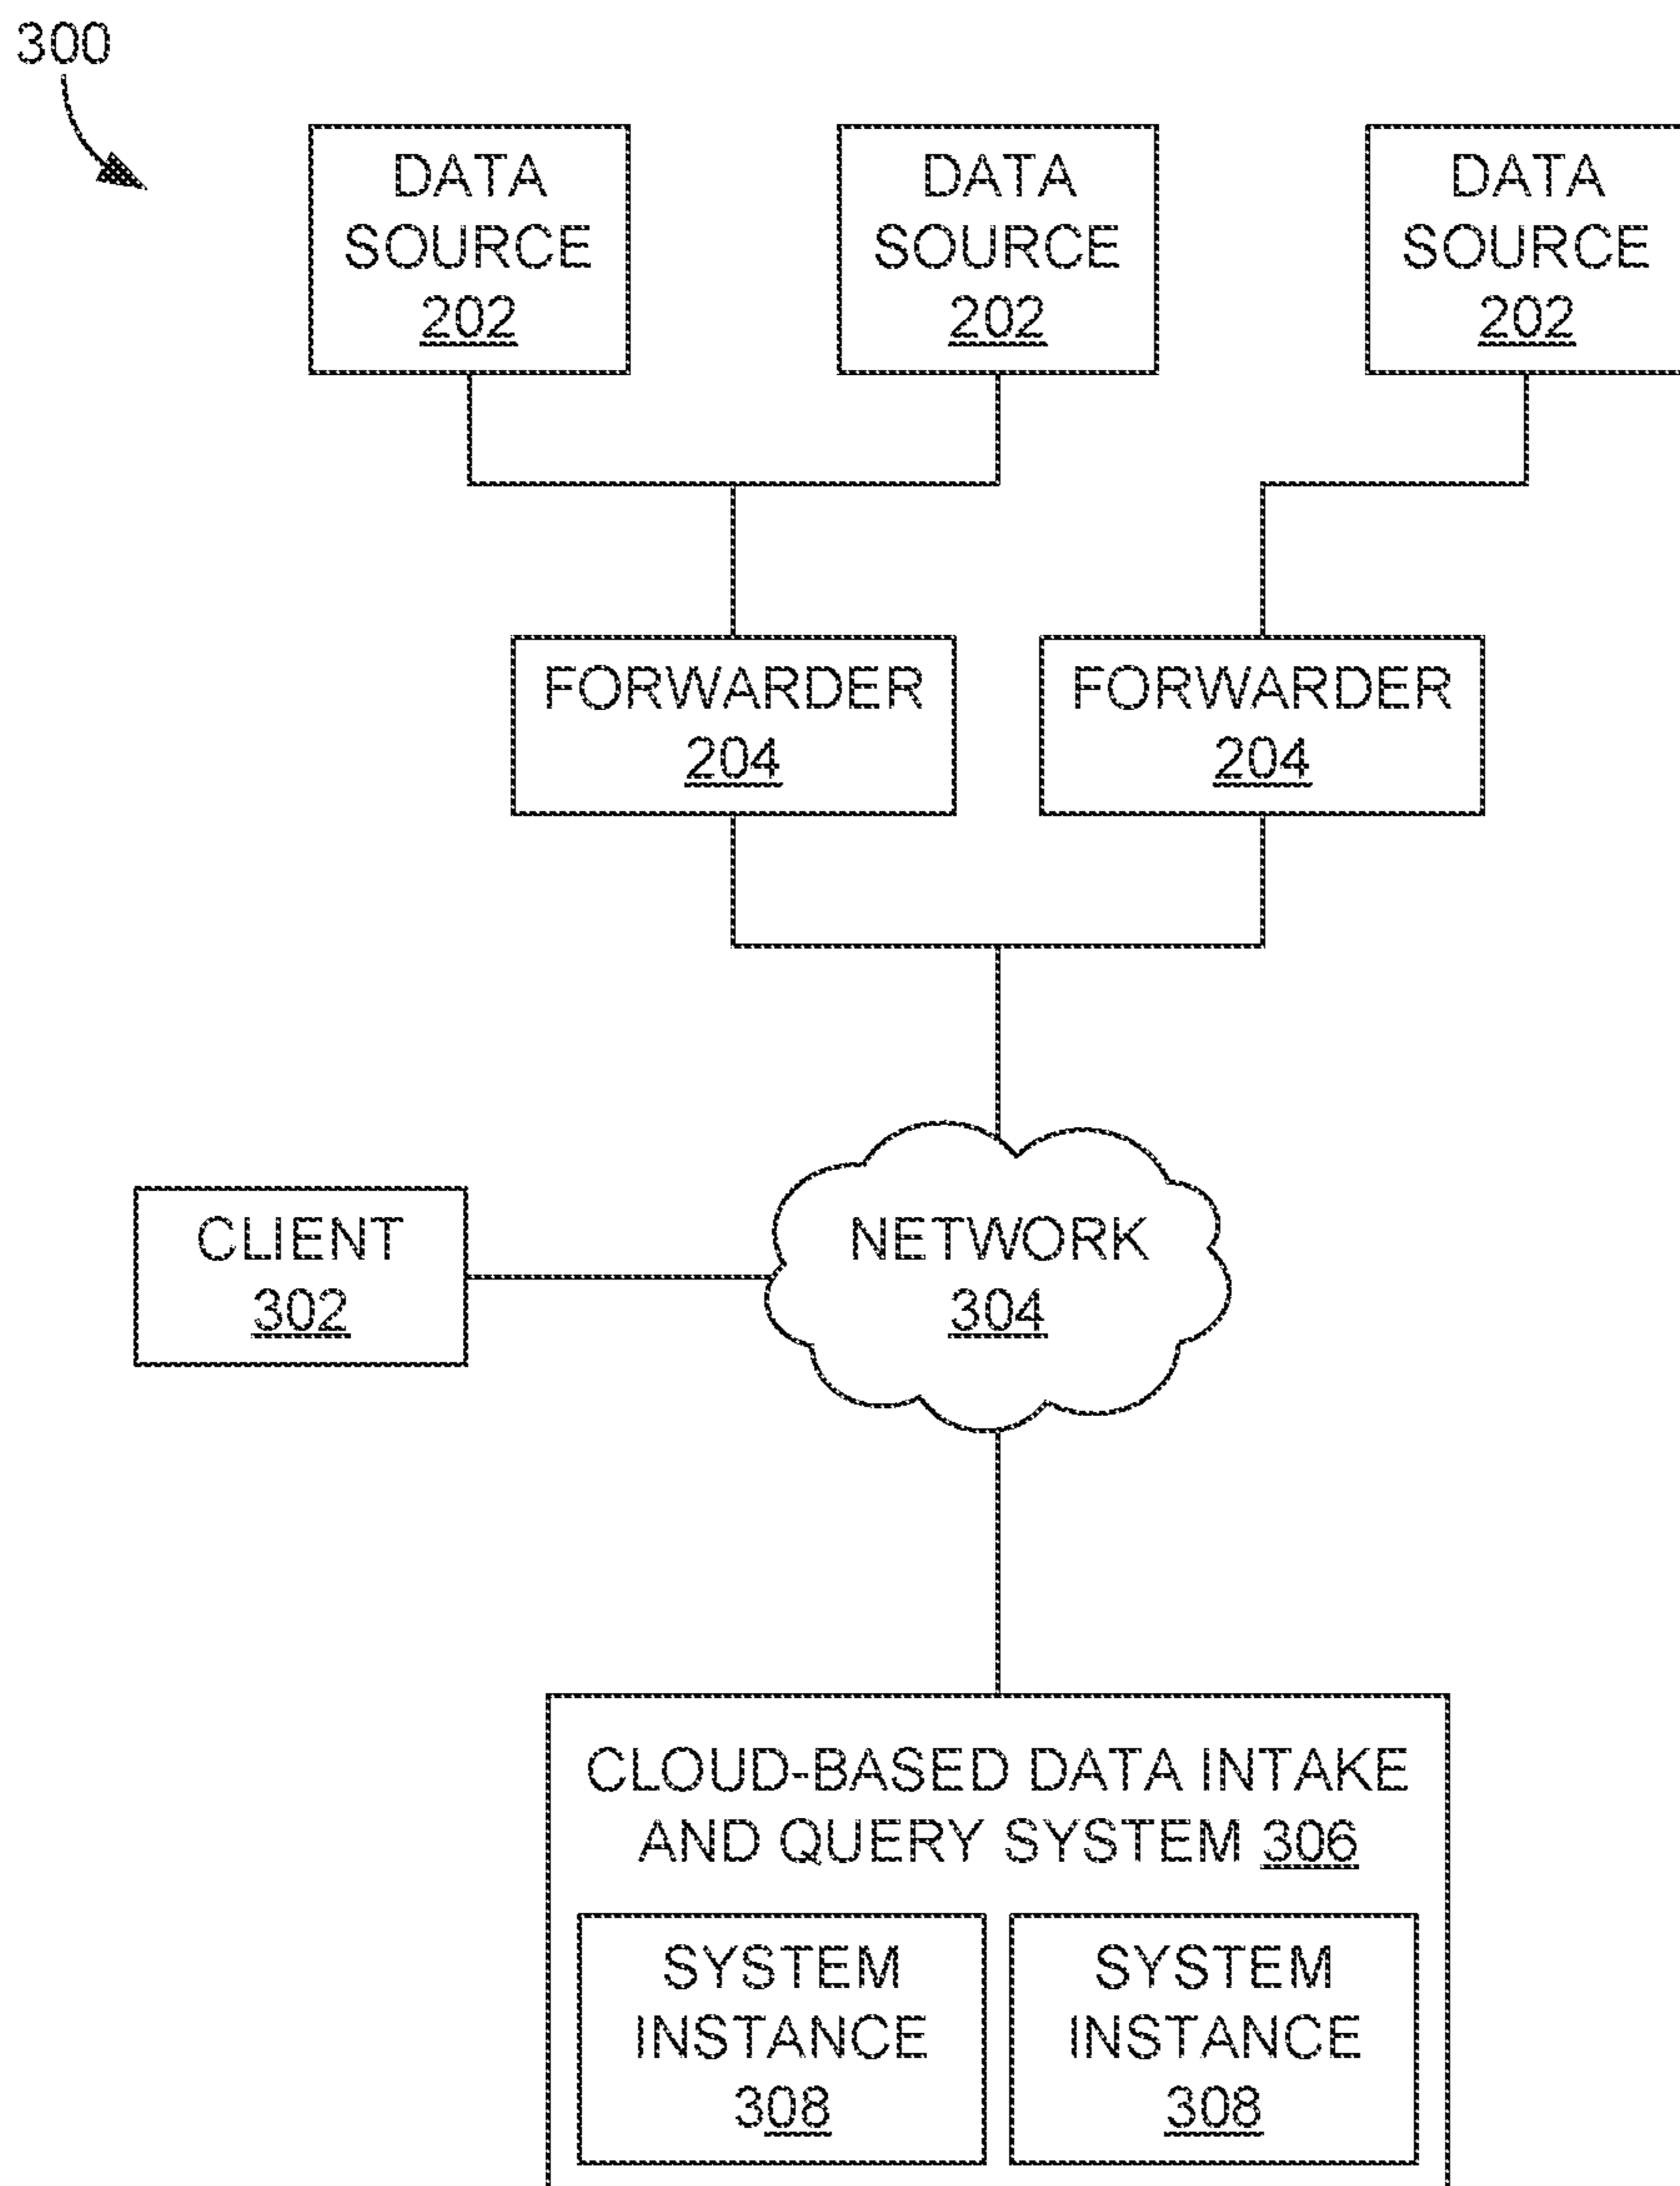 300
DATA
SOURCE
202
DATA
SOURCE
202
DATA
SOURCE
202
FORWARDER
204
FORWARDER
204
CLIENT
302
NETWORK
304
CLOUD-BASED DATA INTAKE
AND QUERY SYSTEM 306
SYSTEM
INSTANCE
308
SYSTEM
INSTANCE
308